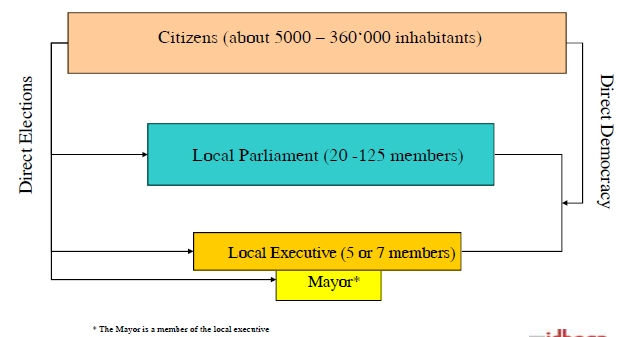 Citizens (about 5000 – 360‘000 inhabitants)
Direct Elections
Direct Democracy
Local Parliament (20 -125 members)
Local Executive (5 or 7 members)
Mayor*
* The Mayor is a member of the local executive